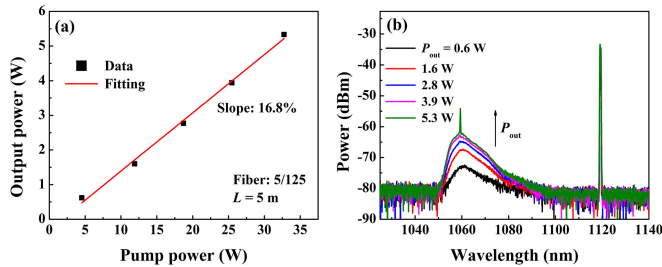 (a)
6
5
4
3
2
1
0
Output power (W)
Data
Fitting
Slope: 16.8%
Fiber: 5/125
L = 5 m
0 5 10 15 20 25 30 35
Pump power (W)
(b)
-30
-40
-50
-60
-70
-80
-90
Power (dBm)
Pout = 0.6 W
1.6 W
2.8 W
3.9 W
5.3 W
Pout
1040 1060 1080 1100 1120 1140
Wavelength (nm)